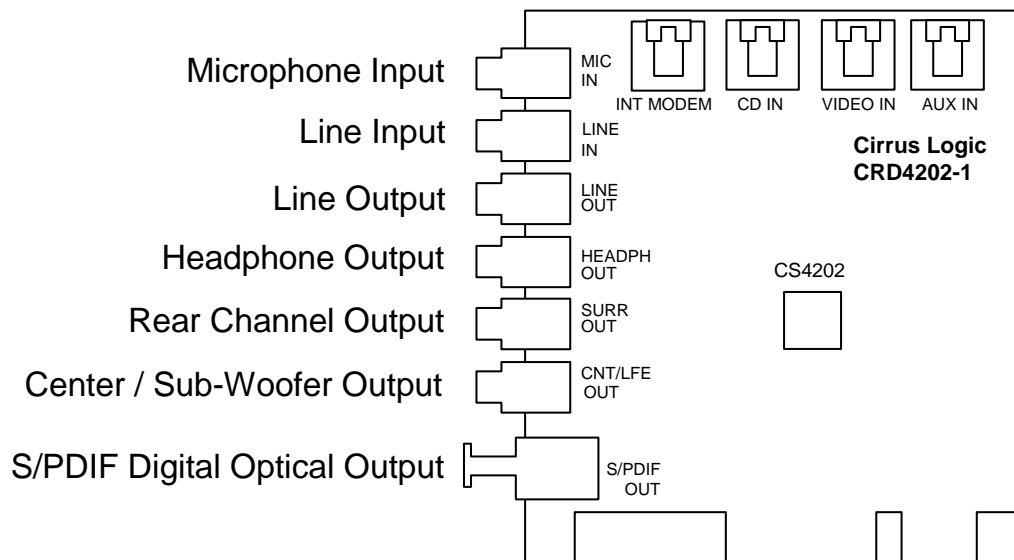 Microphone Input
MIC
IN
Line Input
LINE
IN
Line Output
LINE
OUT
Headphone Output
HEADPH
OUT
Rear Channel Output
SURR
OUT
Center / Sub-Woofer Output
CNT/LFE
OUT
S/PDIF Digital Optical Output
S/PDIF
OUT
INT MODEM
CD IN
VIDEO IN
AUX IN
Cirrus Logic
CRD4202-1
CS4202